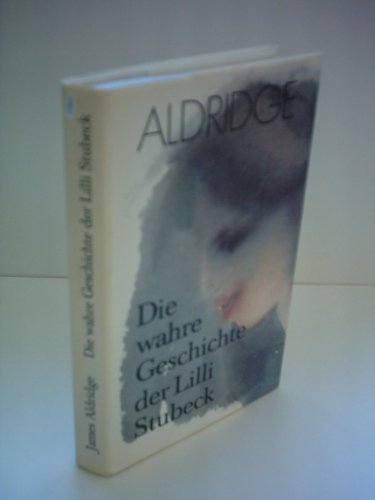 ALDRIDGE
Die
wahre
Geschichte
der Lilli
Stubeck
James Aldridge Die wahre Geschichte der Lilli Stubeck